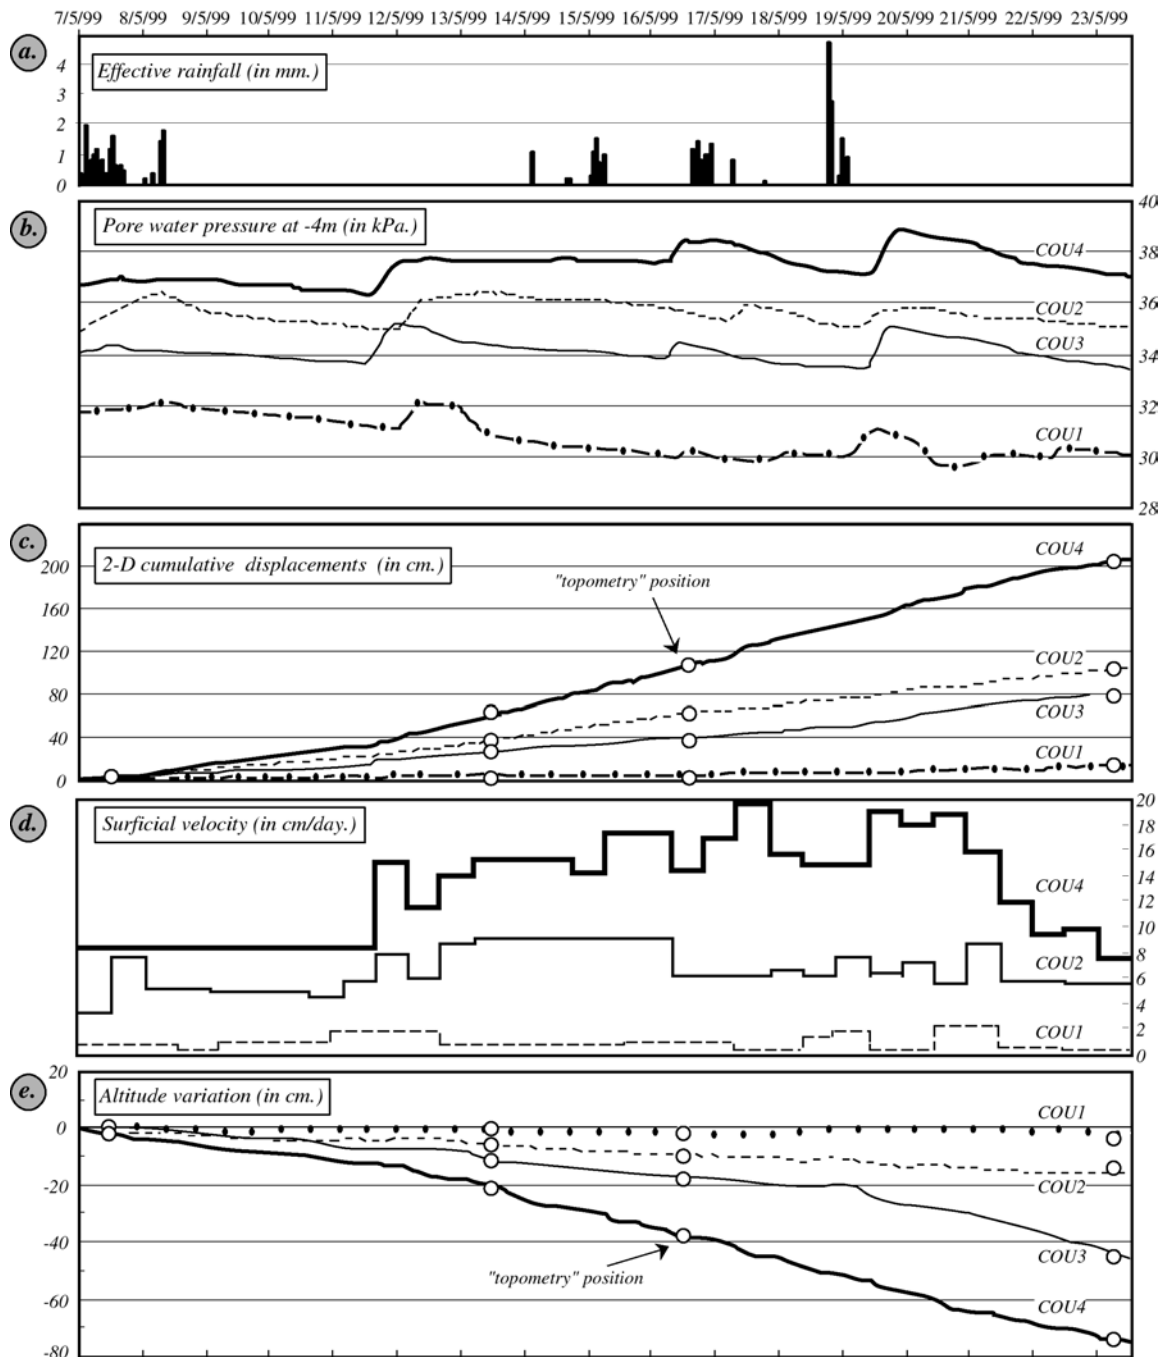 7/5/99 8/5/99 9/5/99 10/5/99 11/5/99 12/5/99 13/5/99 14/5/99 15/5/99 16/5/99 17/5/99 18/5/99 19/5/99 20/5/99 21/5/99 22/5/99 23/5/99
a.
Effective rainfall (in mm.)
4
3
2
1
0
b.
Pore water pressure at -4m (in kPa.)
40
COU4
38
COU2
36
COU3
34
32
COU1
30
28
c.
2-D cumulative displacements (in cm.)
COU4
200
"topometry" position
160
120
COU2
80
COU3
40
COU1
0
d.
Surficial velocity (in cm/day.)
20
18
16
14
COU4
12
10
8
COU2
6
4
2
COU1
0
e.
20
Altitude variation (in cm.)
COU1
0
-20
COU2
-40
COU3
"topometry" position
-60
COU4
-80